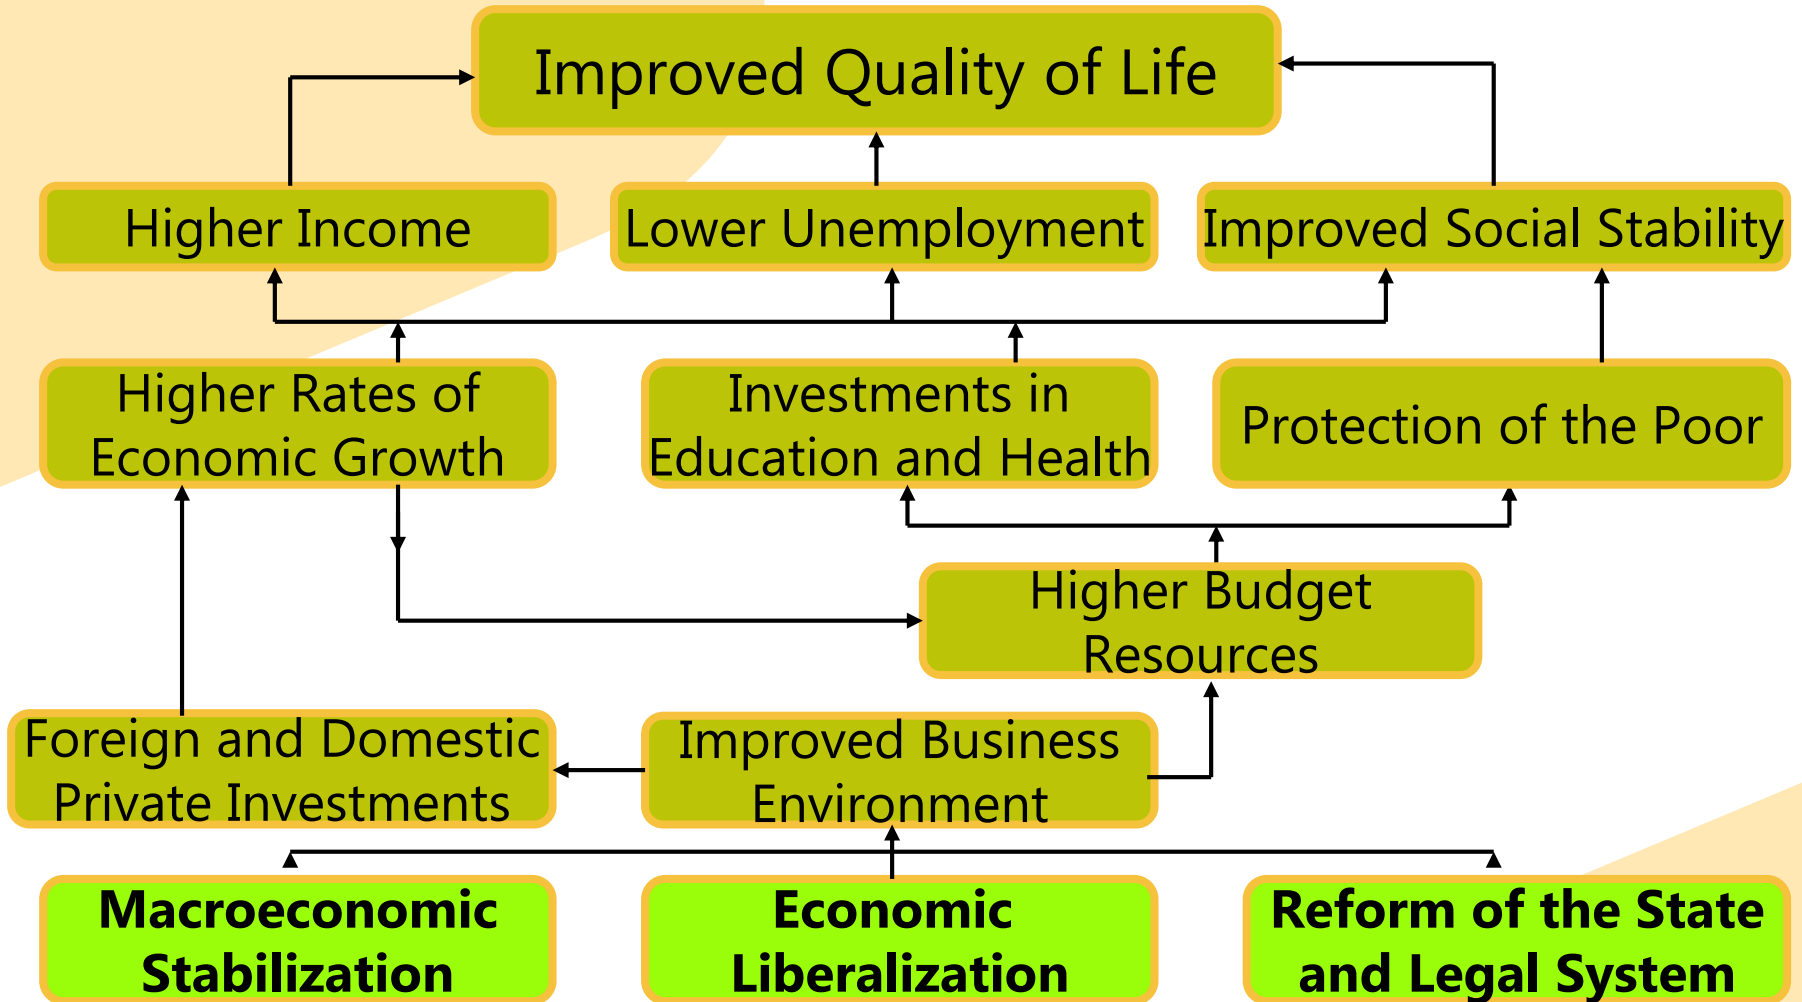 Improved Quality of Life
Higher Income
Lower Unemployment
Improved Social Stability
Higher Rates of
Economic Growth
Investments in
Education and Health
Protection of the Poor
Higher Budget
Resources
Foreign and Domestic
Private Investments
Improved Business
Environment
Macroeconomic
Stabilization
Economic
Liberalization
Reform of the State
and Legal System